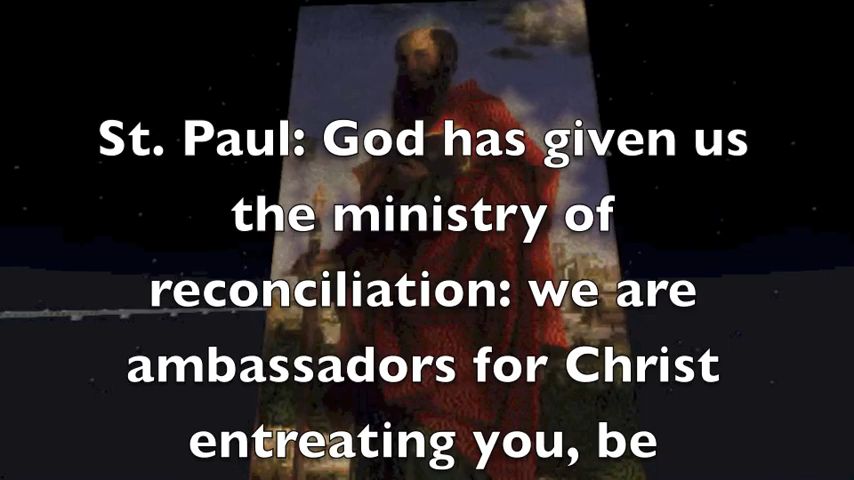 St. Paul: God has given us
the ministry of
reconciliation: we are
ambassadors for Christ
entreating you, be